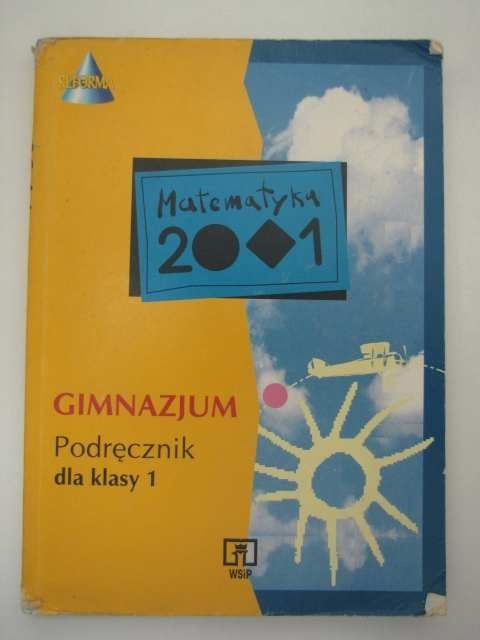 REFORMA
Matematyka
2001
GIMNAZJUM
Podręcznik
dla klasy 1
WSiP